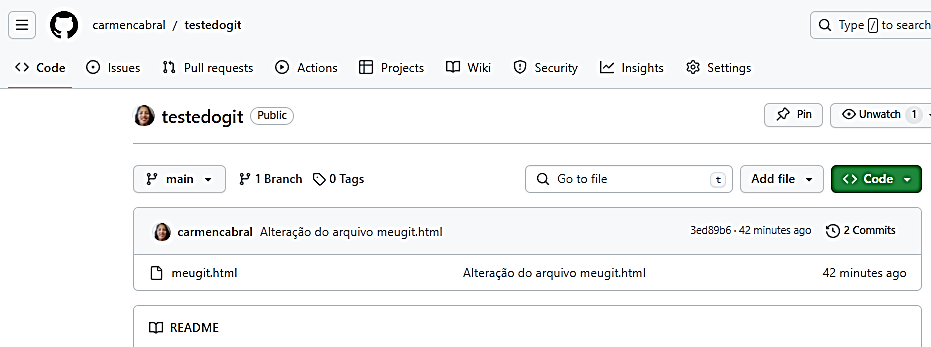 carmencabral / testedogit Type / to search
Code Issues Pull requests Actions Projects Wiki Security Insights Settings
testedogit Public Pin Unwatch 1
main 1 Branch 0 Tags Go to file t Add file Code
carmencabral Alteração do arquivo meugit.html 3ed89b6 · 42 minutes ago 2 Commits
meugit.html Alteração do arquivo meugit.html 42 minutes ago
README